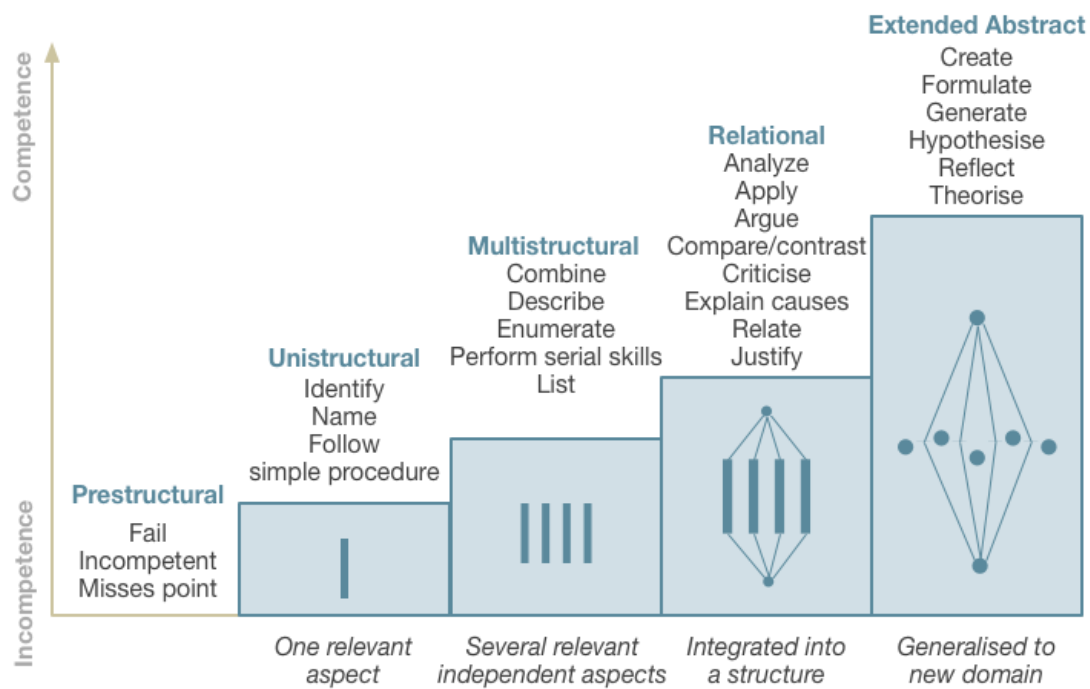 Competence
Incompetence
Prestructural
Fail
Incompetent
Misses point
Unistructural
Identify
Name
Follow
simple procedure
One relevant
aspect
Multistructural
Combine
Describe
Enumerate
Perform serial skills
List
Several relevant
independent aspects
Relational
Analyze
Apply
Argue
Compare/contrast
Criticise
Explain causes
Relate
Justify
Integrated into
a structure
Extended Abstract
Create
Formulate
Generate
Hypothesise
Reflect
Theorise
Generalised to
new domain